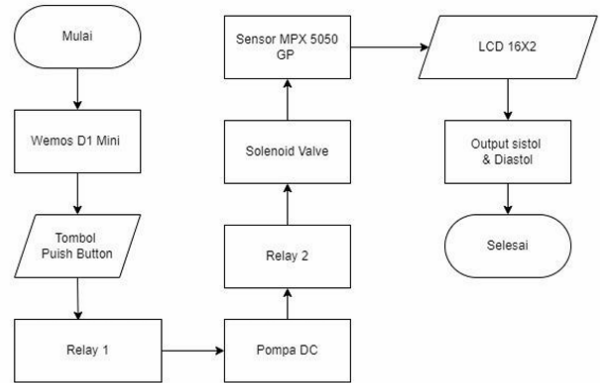 Mulai
Wemos D1 Mini
Tombol
Puish Button
Relay 1
Pompa DC
Relay 2
Solenoid Valve
Sensor MPX 5050
GP
LCD 16X2
Output sistol
& Diastol
Selesai